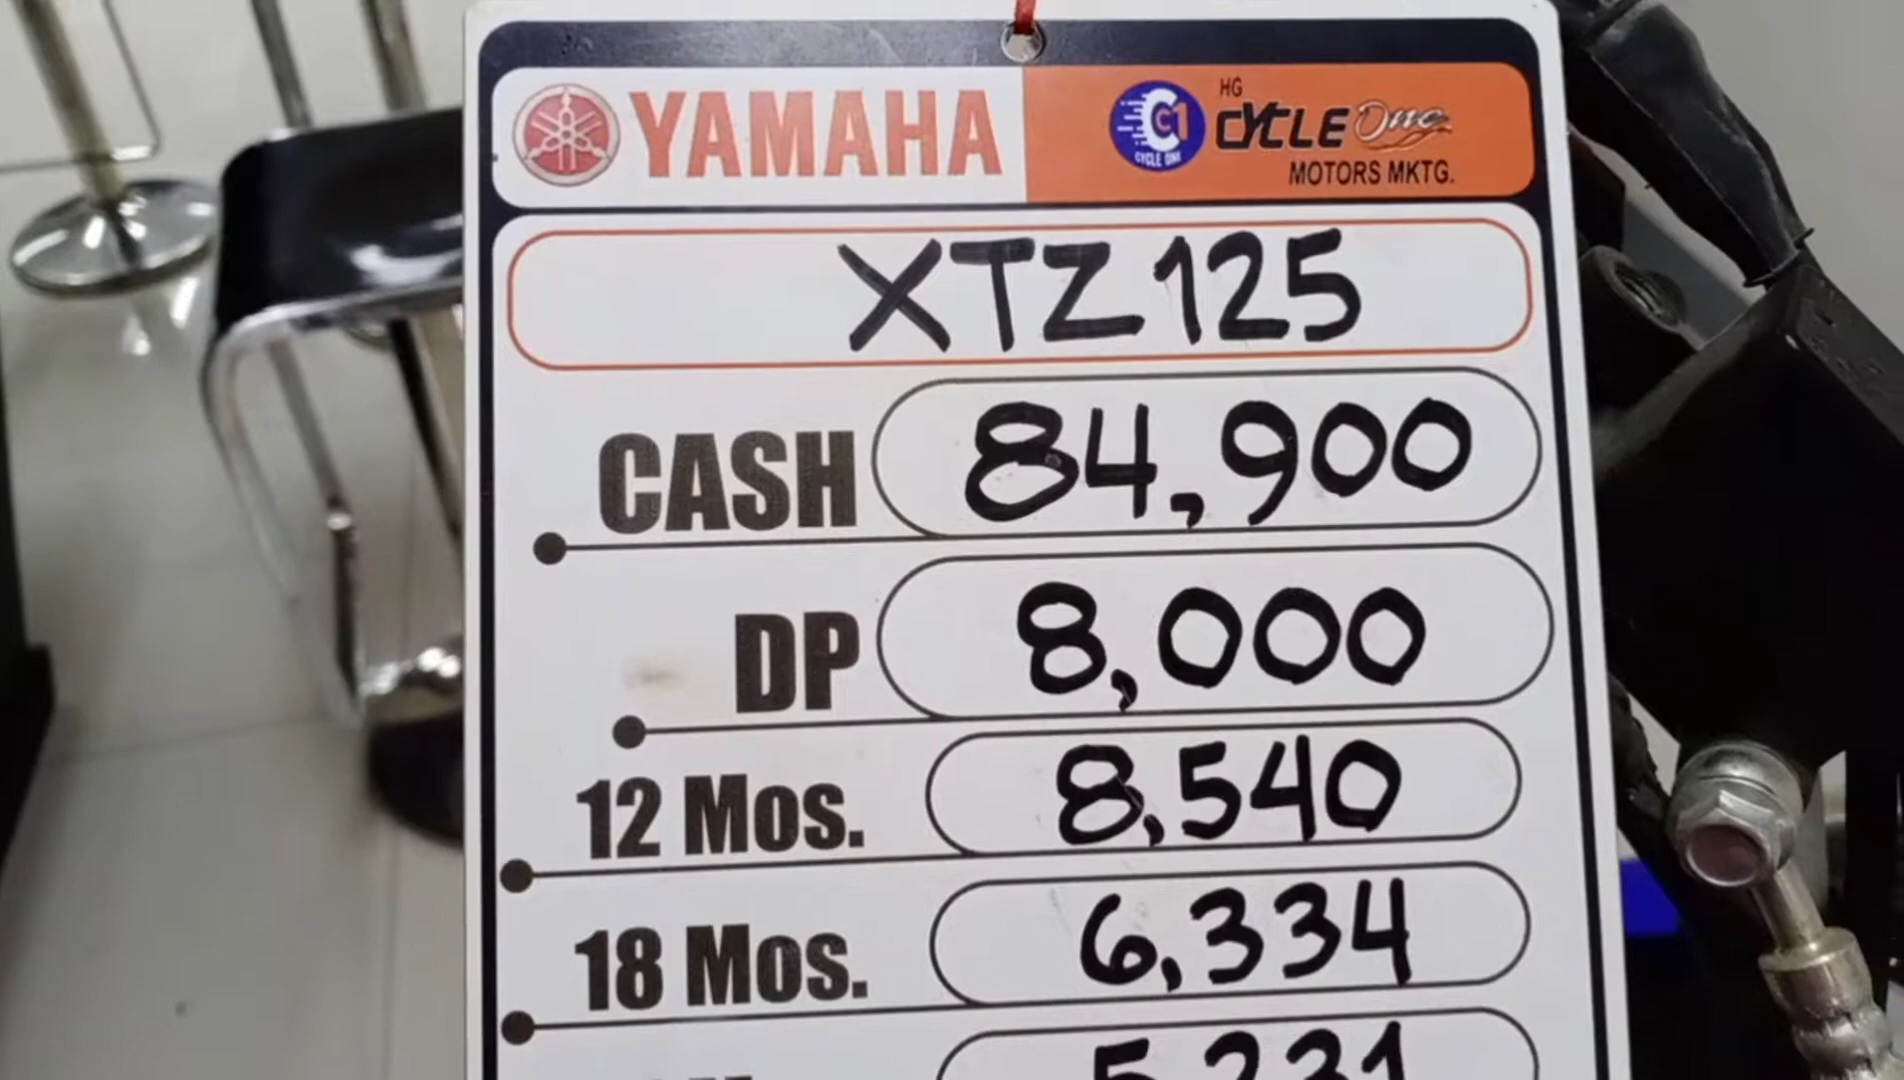 YAMAHA
HG
CYCLE One
MOTORS MKTG.
C1
CYCLE ONE
XTZ125
CASH 84,900
DP 8,000
12 Mos. 8,540
18 Mos. 6,334